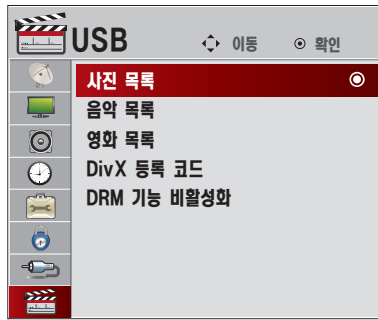 USB 이동 확인
사진 목록
음악 목록
영화 목록
DivX 등록 코드
DRM 기능 비활성화